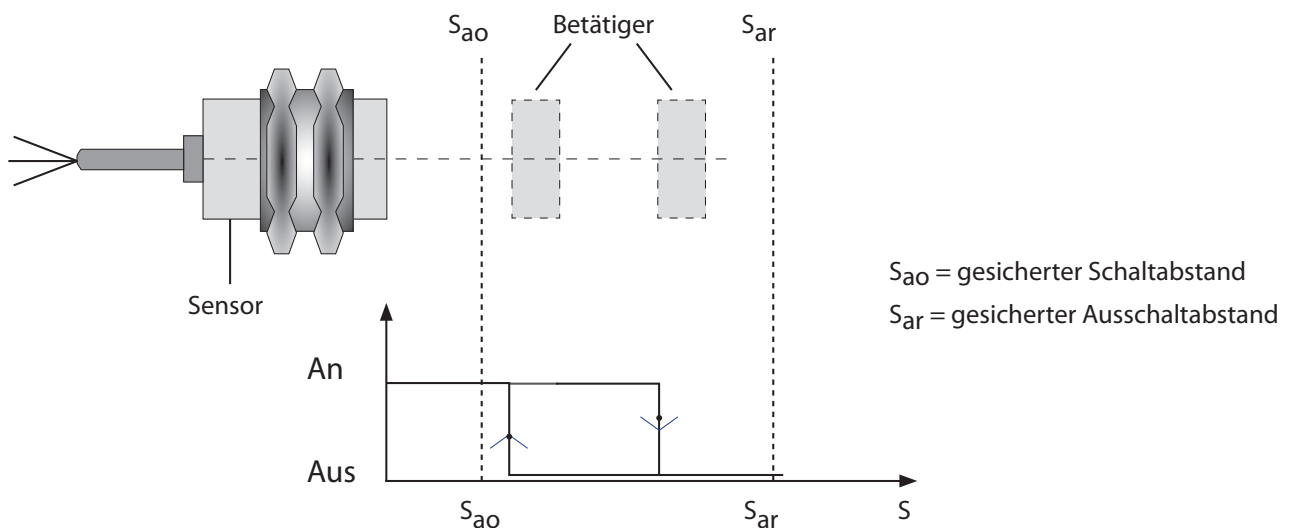 Sao
Betätiger
Sar
Sensor
Sao = gesicherter Schaltabstand
Sar = gesicherter Ausschaltabstand
An
Aus
Sao
Sar
S